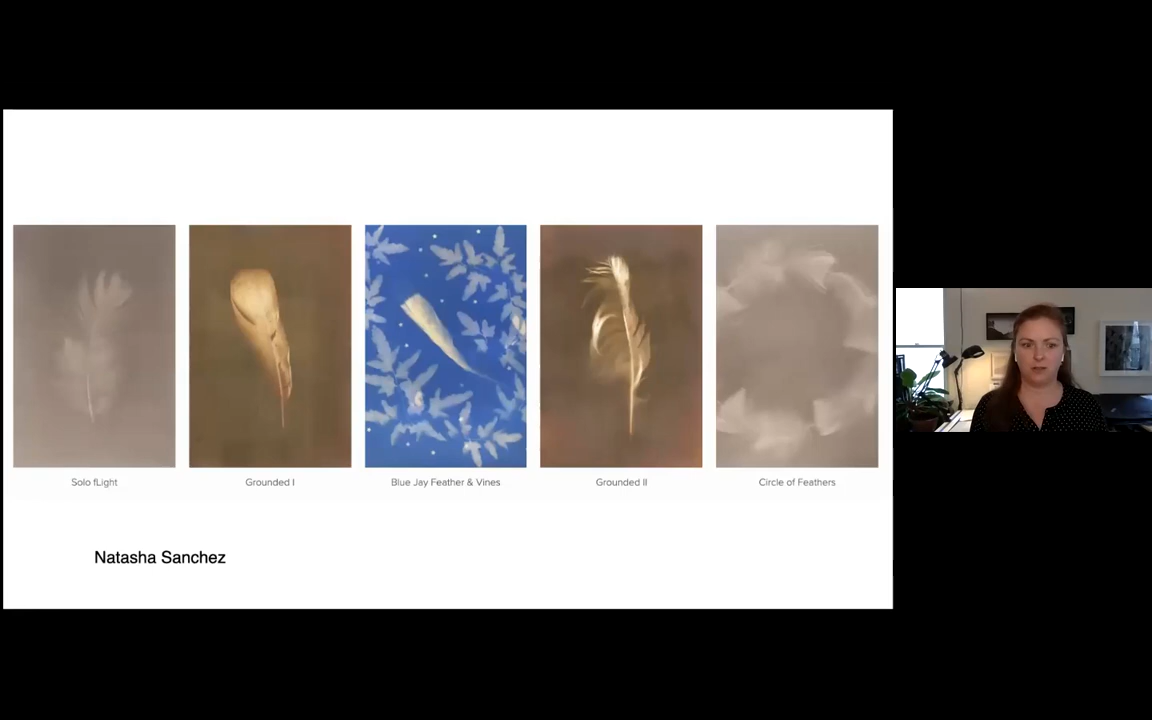 Solo fLight
Grounded I
Blue Jay Feather & Vines
Grounded II
Circle of Feathers
Natasha Sanchez